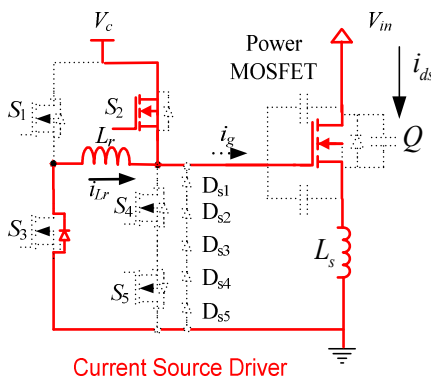 V_c
V_in
Power
MOSFET
i_ds
S_1
S_2
L_r
i_g
Q
i_Lr
D_s1
S_4
D_s2
S_3
D_s3
L_s
D_s4
S_5
D_s5
Current Source Driver